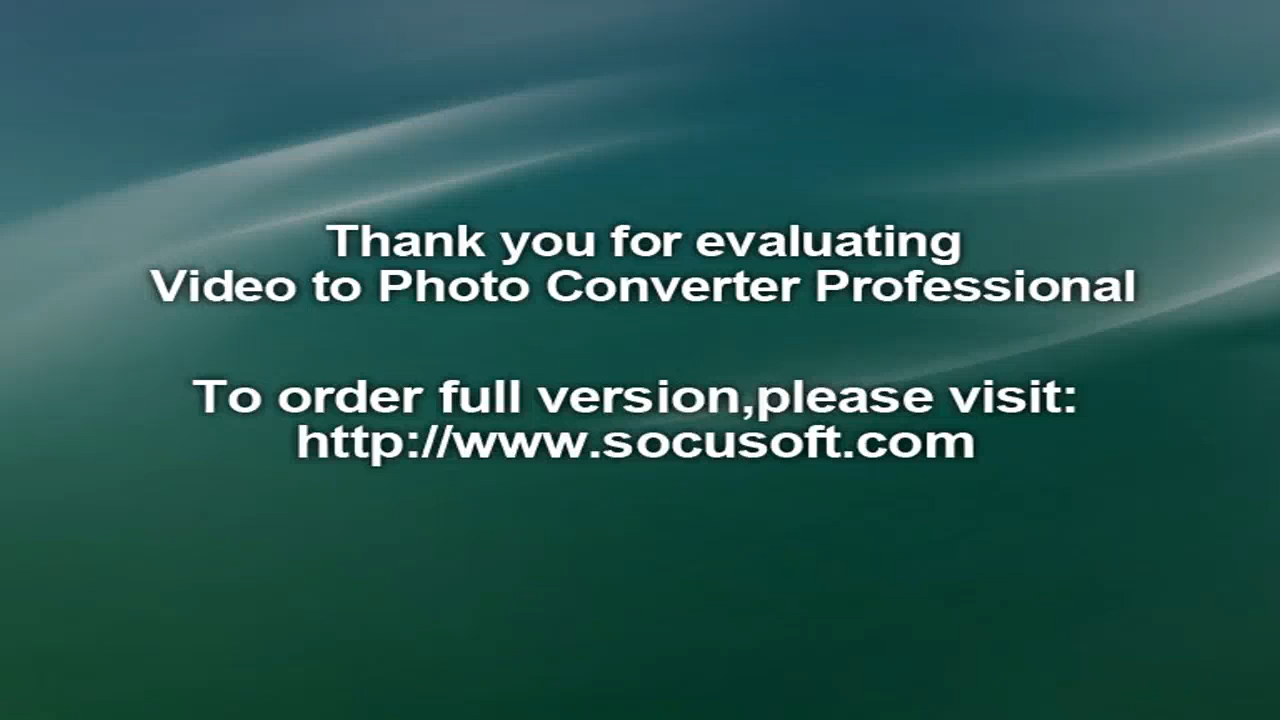 Thank you for evaluating
Video to Photo Converter Professional
To order full version,please visit:
http://www.socusoft.com